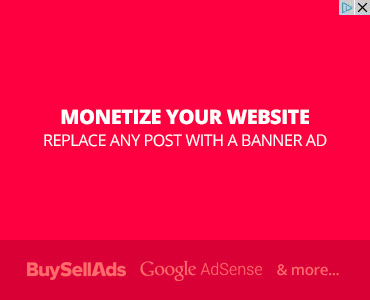 MONETIZE YOUR WEBSITE
REPLACE ANY POST WITH A BANNER AD
BuySellAds Google AdSense & more...